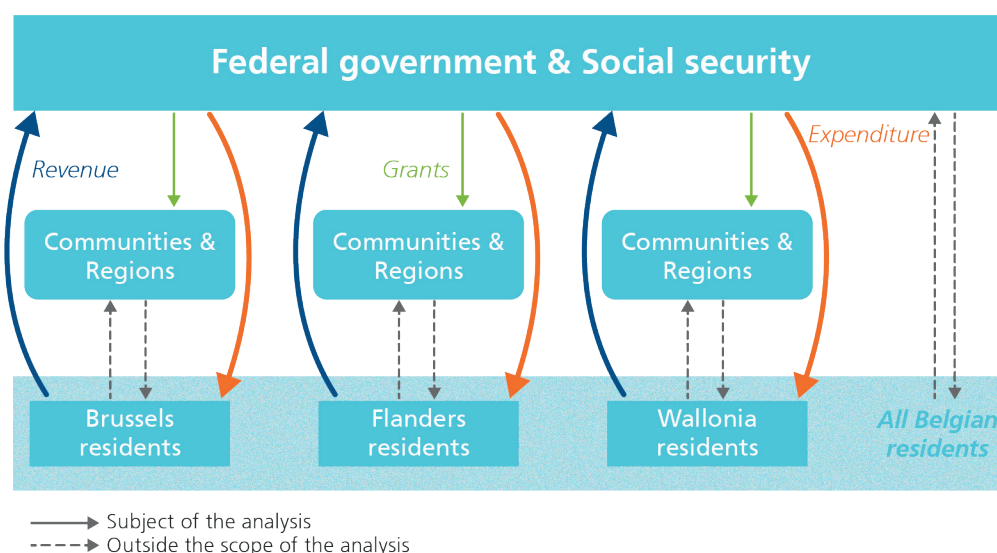 Federal government & Social security
Revenue
Grants
Expenditure
Communities &
Regions
Communities &
Regions
Communities &
Regions
Brussels
residents
Flanders
residents
Wallonia
residents
All Belgian
residents
Subject of the analysis
Outside the scope of the analysis